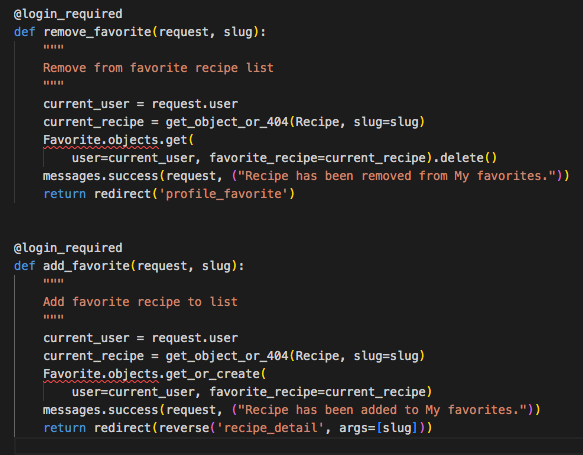 @login_required
def remove_favorite(request, slug):
    """
    Remove from favorite recipe list
    """
    current_user = request.user
    current_recipe = get_object_or_404(Recipe, slug=slug)
    Favorite.objects.get(
        user=current_user, favorite_recipe=current_recipe).delete()
    messages.success(request, ("Recipe has been removed from My favorites."))
    return redirect('profile_favorite')
@login_required
def add_favorite(request, slug):
    """
    Add favorite recipe to list
    """
    current_user = request.user
    current_recipe = get_object_or_404(Recipe, slug=slug)
    Favorite.objects.get_or_create(
        user=current_user, favorite_recipe=current_recipe)
    messages.success(request, ("Recipe has been added to My favorites."))
    return redirect(reverse('recipe_detail', args=[slug]))